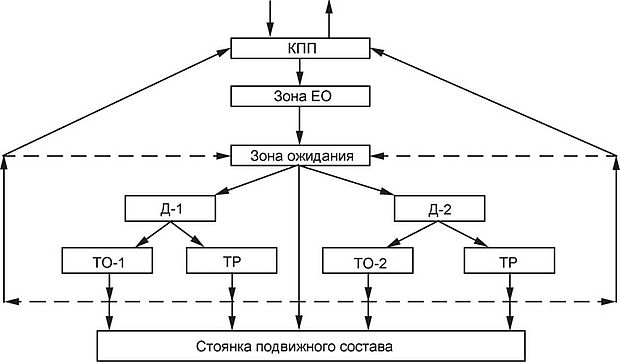 КПП
Зона ЕО
Зона ожидания
Д-1
Д-2
ТО-1
ТР
ТО-2
ТР
Стоянка подвижного состава